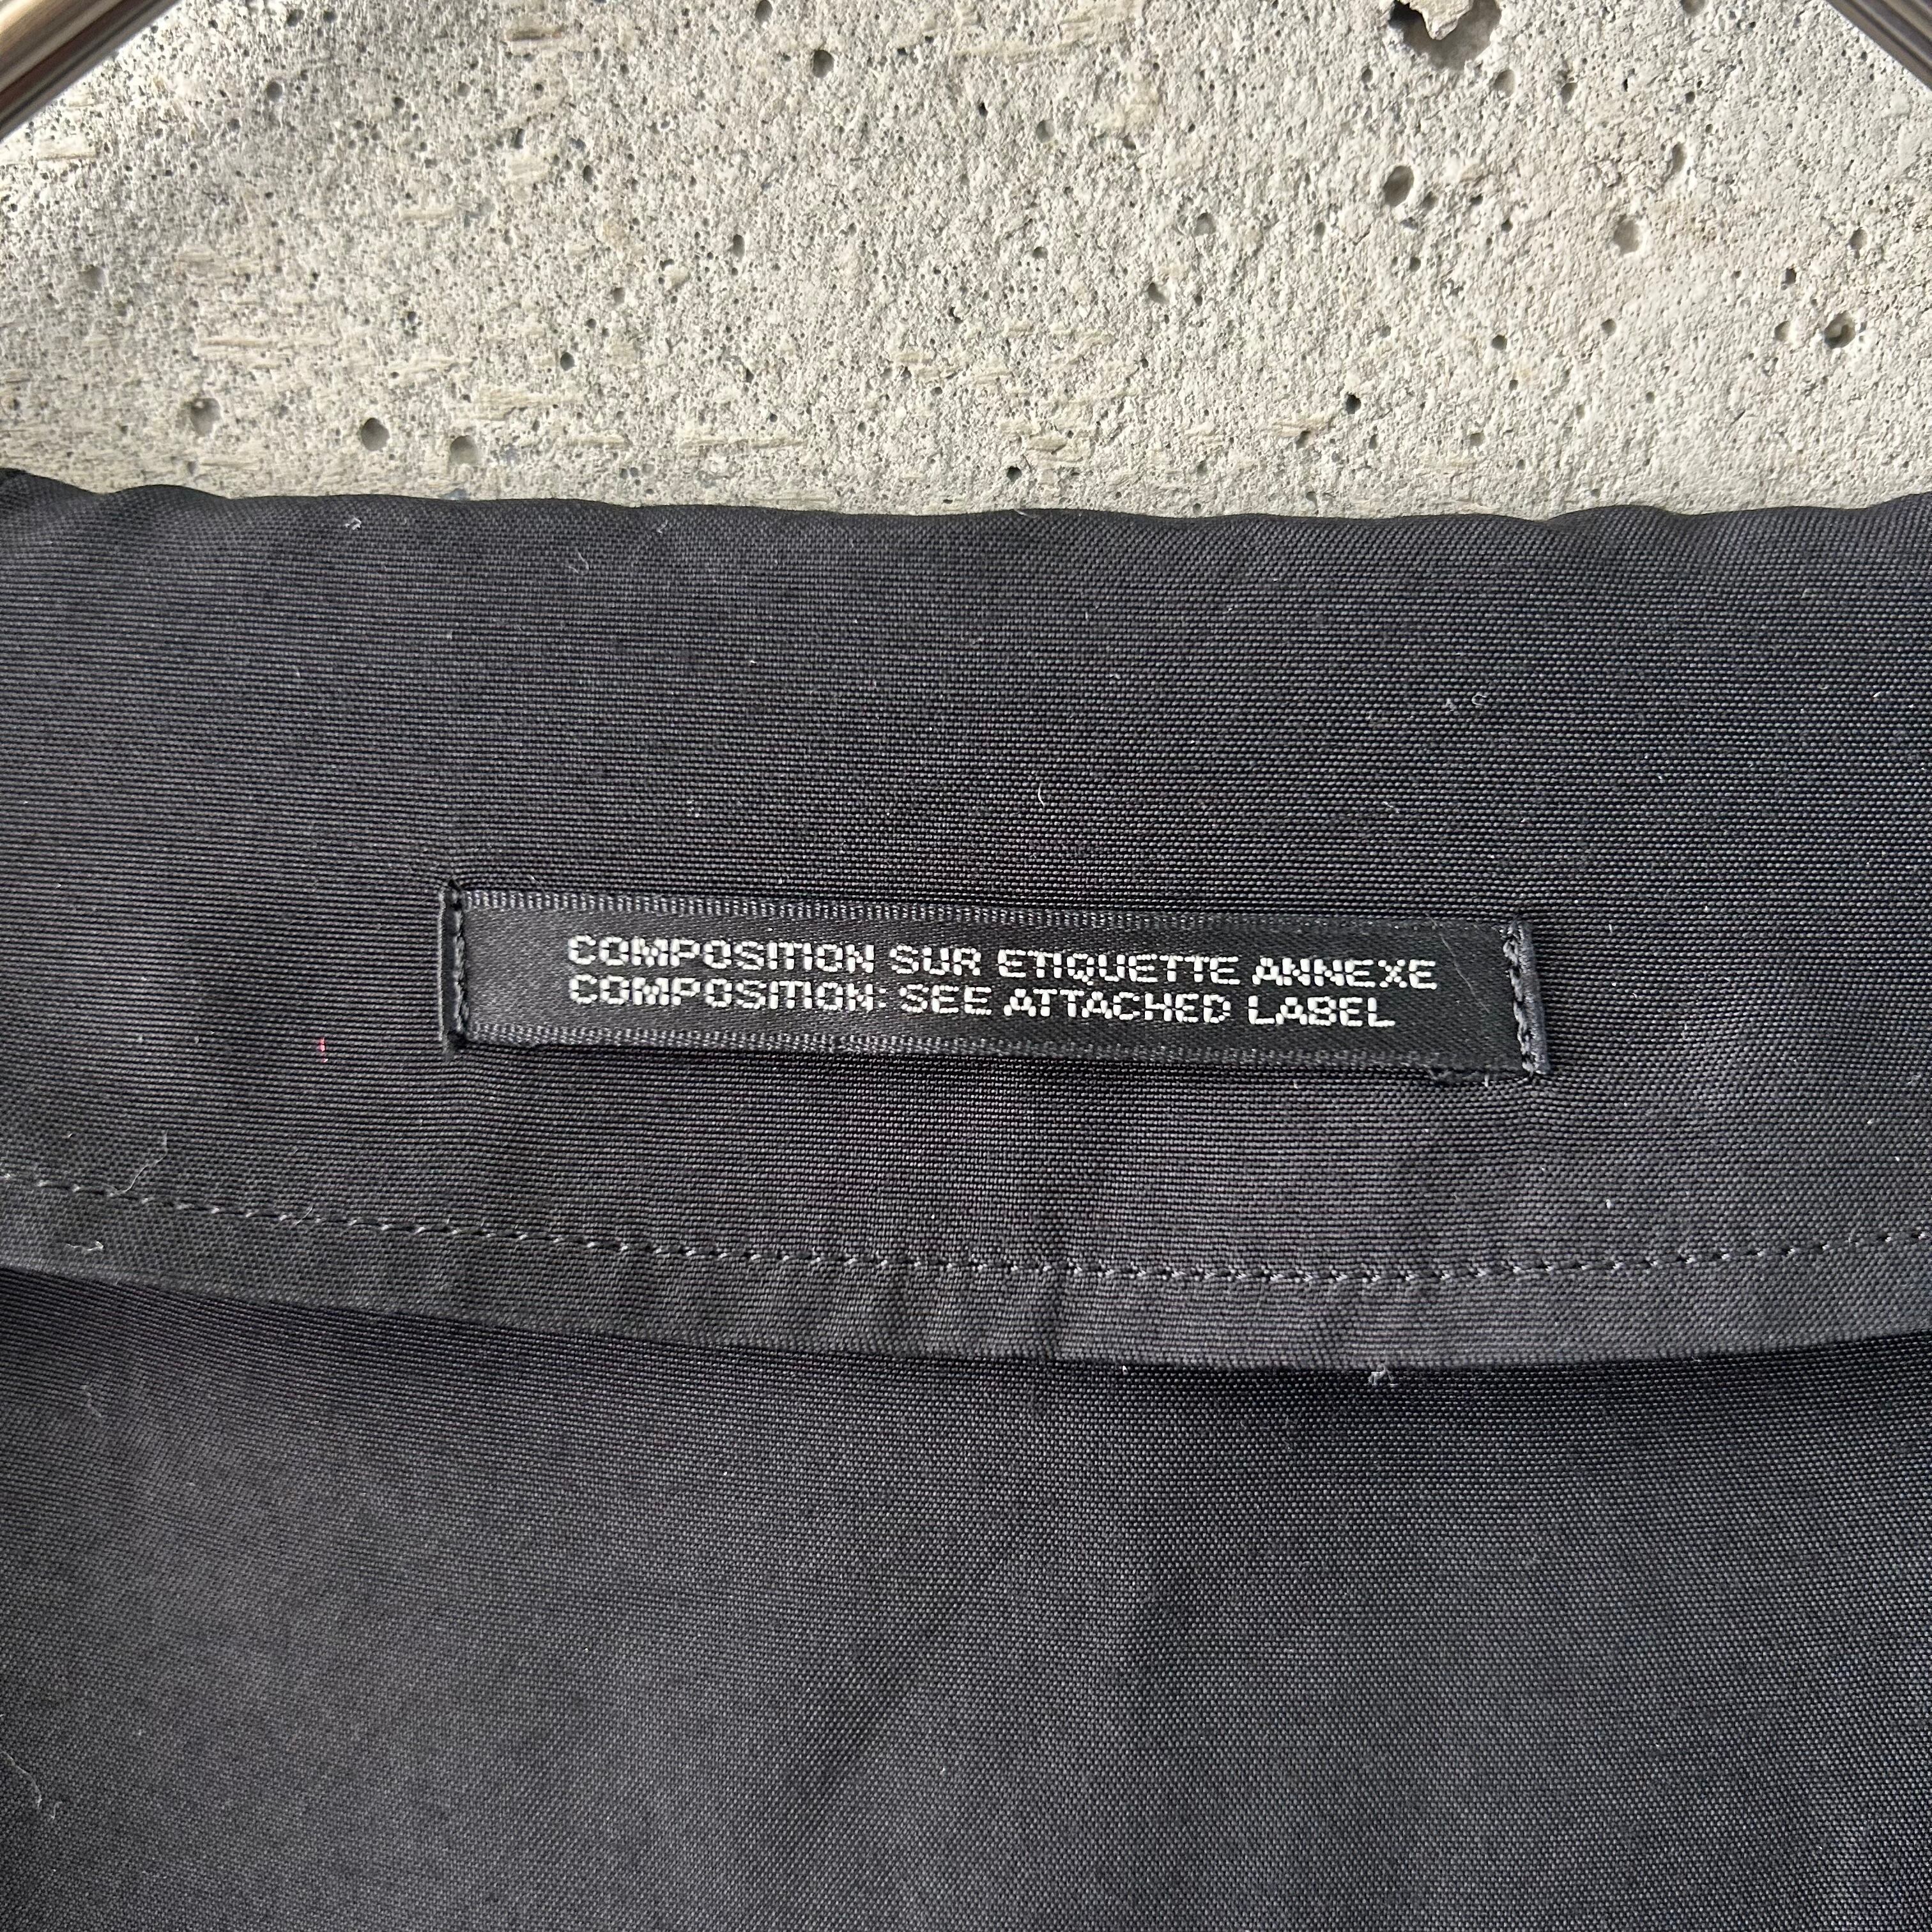 COMPOSITION SUR ETIQUETTE ANNEXE
COMPOSITION: SEE ATTACHED LABEL